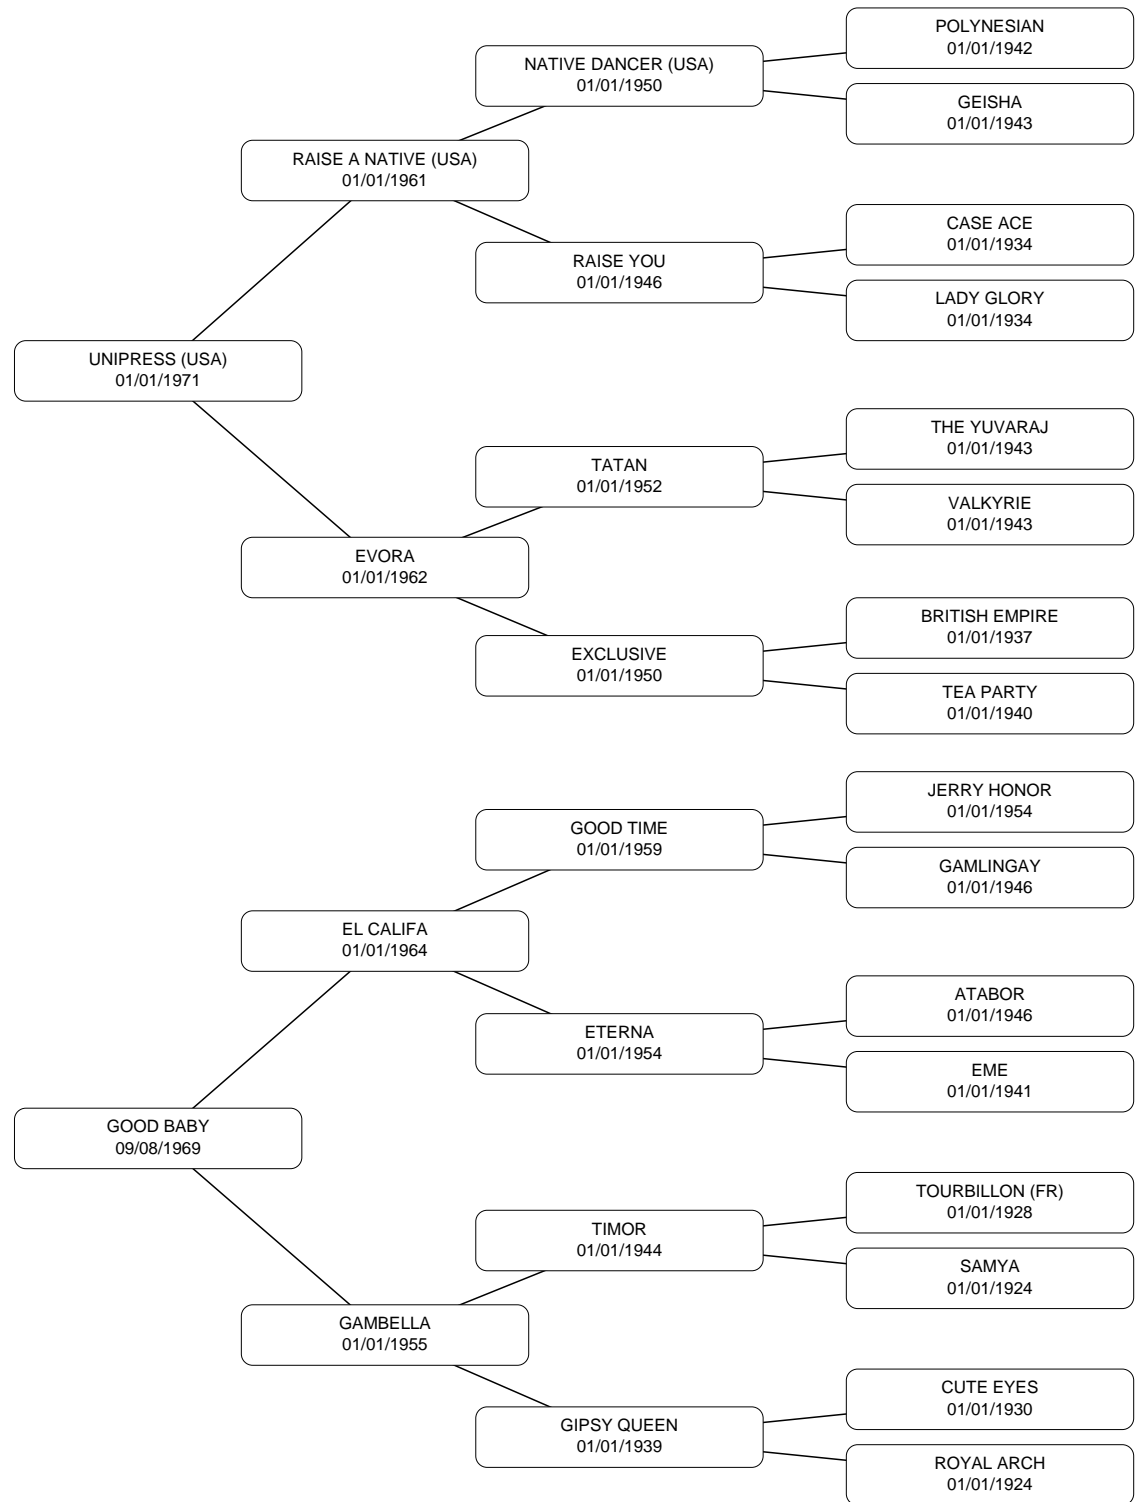 POLYNESIAN
01/01/1942
NATIVE DANCER (USA)
01/01/1950
GEISHA
01/01/1943
RAISE A NATIVE (USA)
01/01/1961
CASE ACE
01/01/1934
RAISE YOU
01/01/1946
LADY GLORY
01/01/1934
UNIPRESS (USA)
01/01/1971
THE YUVARAJ
01/01/1943
TATAN
01/01/1952
VALKYRIE
01/01/1943
EVORA
01/01/1962
BRITISH EMPIRE
01/01/1937
EXCLUSIVE
01/01/1950
TEA PARTY
01/01/1940
JERRY HONOR
01/01/1954
GOOD TIME
01/01/1959
GAMLINGAY
01/01/1946
EL CALIFA
01/01/1964
ATABOR
01/01/1946
ETERNA
01/01/1954
EME
01/01/1941
GOOD BABY
09/08/1969
TOURBILLON (FR)
01/01/1928
TIMOR
01/01/1944
SAMYA
01/01/1924
GAMBELLA
01/01/1955
CUTE EYES
01/01/1930
GIPSY QUEEN
01/01/1939
ROYAL ARCH
01/01/1924